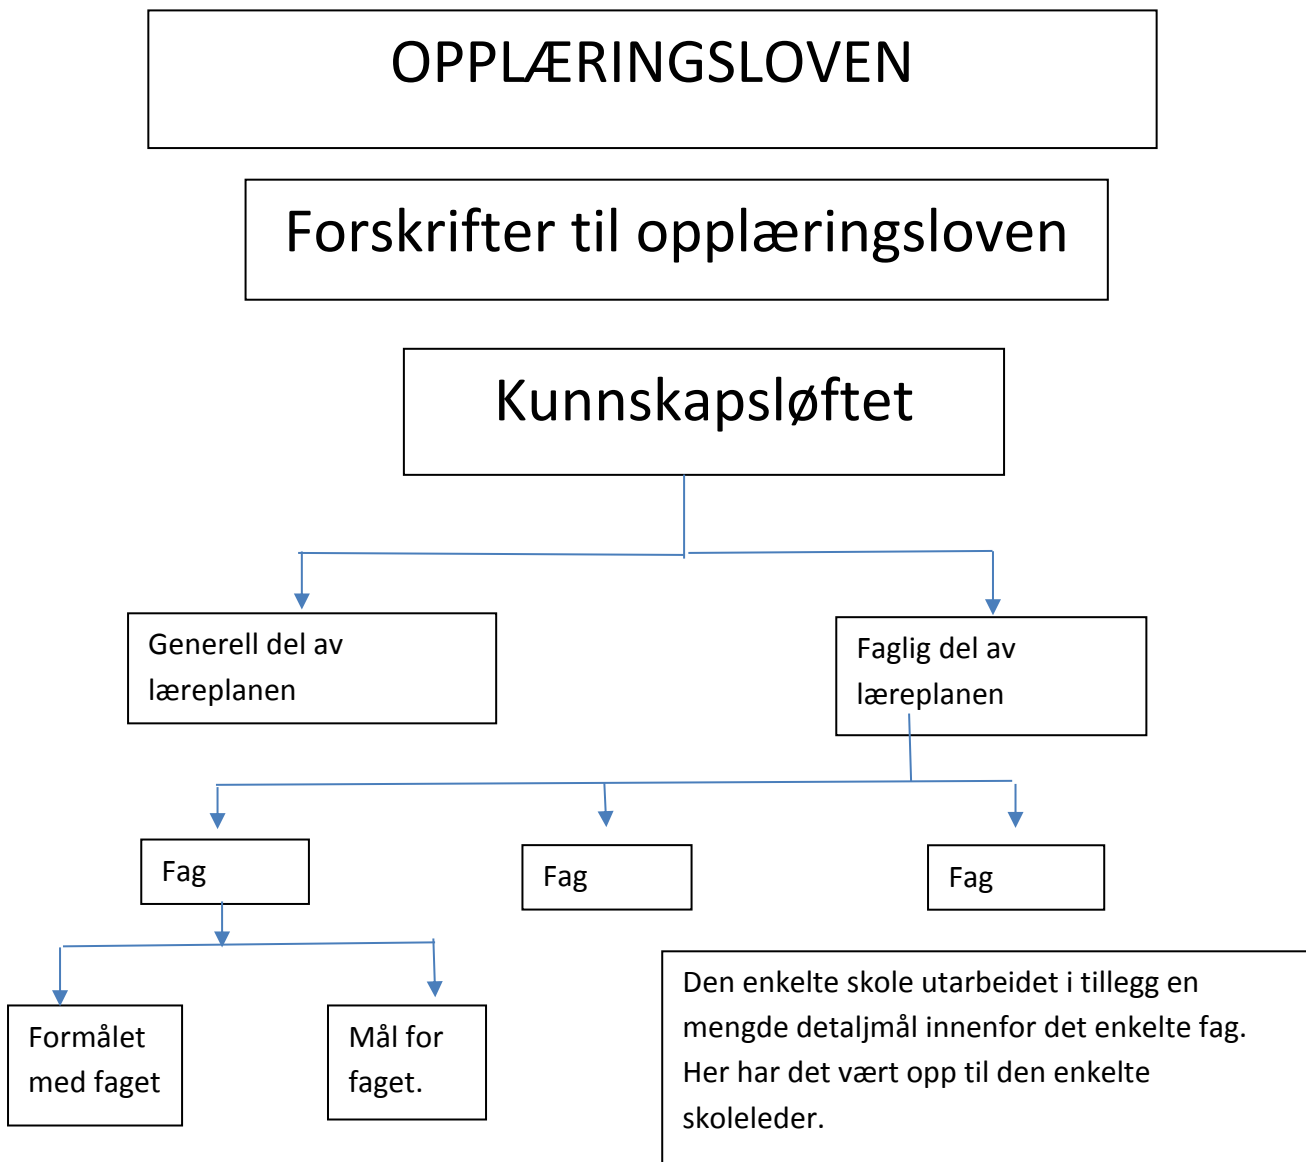 OPPLÆRINGSLOVEN
Forskrifter til opplæringsloven
Kunnskapsløftet
Generell del av
læreplanen
Faglig del av
læreplanen
Fag
Fag
Fag
Formålet
med faget
Mål for
faget.
Den enkelte skole utarbeidet i tillegg en
mengde detaljmål innenfor det enkelte fag.
Her har det vært opp til den enkelte
skoleleder.